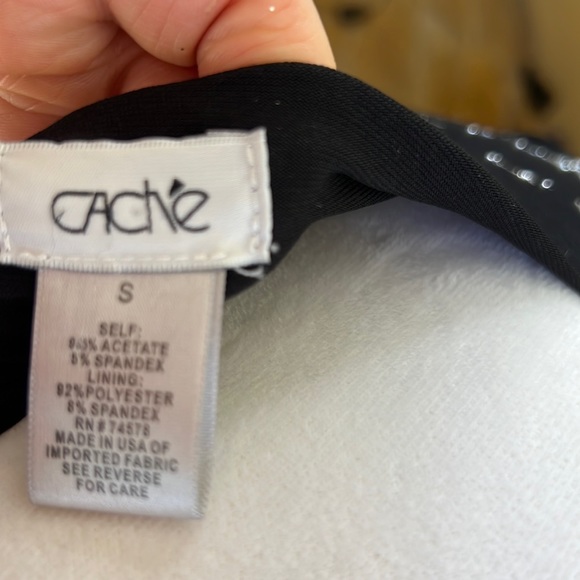 CACHÉ
S
SELF:
ACETATE
5% SPANDEX
LINING:
92%POLYESTER
8% SPANDEX
RN # 74578
MADE IN USA OF
IMPORTED FABRIC
SEE REVERSE
FOR CARE